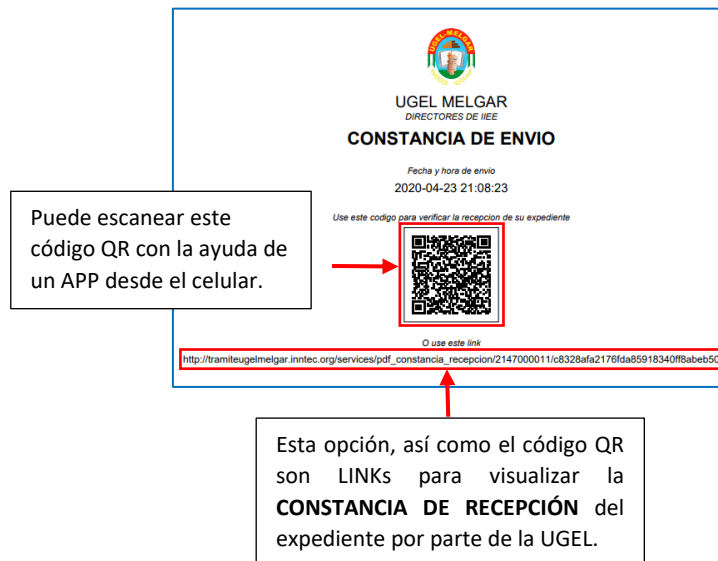 UGEL-MELGAR
UGEL MELGAR
DIRECTORES DE IIEE
CONSTANCIA DE ENVIO
Fecha y hora de envio
2020-04-23 21:08:23
Use este codigo para verificar la recepcion de su expediente
Puede escanear este
código QR con la ayuda de
un APP desde el celular.
O use este link
http://tramiteugelmelgar.inntec.org/services/pdf_constancia_recepcion/2147000011/c8328afa2176fda85918340ff8abeb50
Esta opción, así como el código QR
son LINKs para visualizar la
CONSTANCIA DE RECEPCIÓN del
expediente por parte de la UGEL.